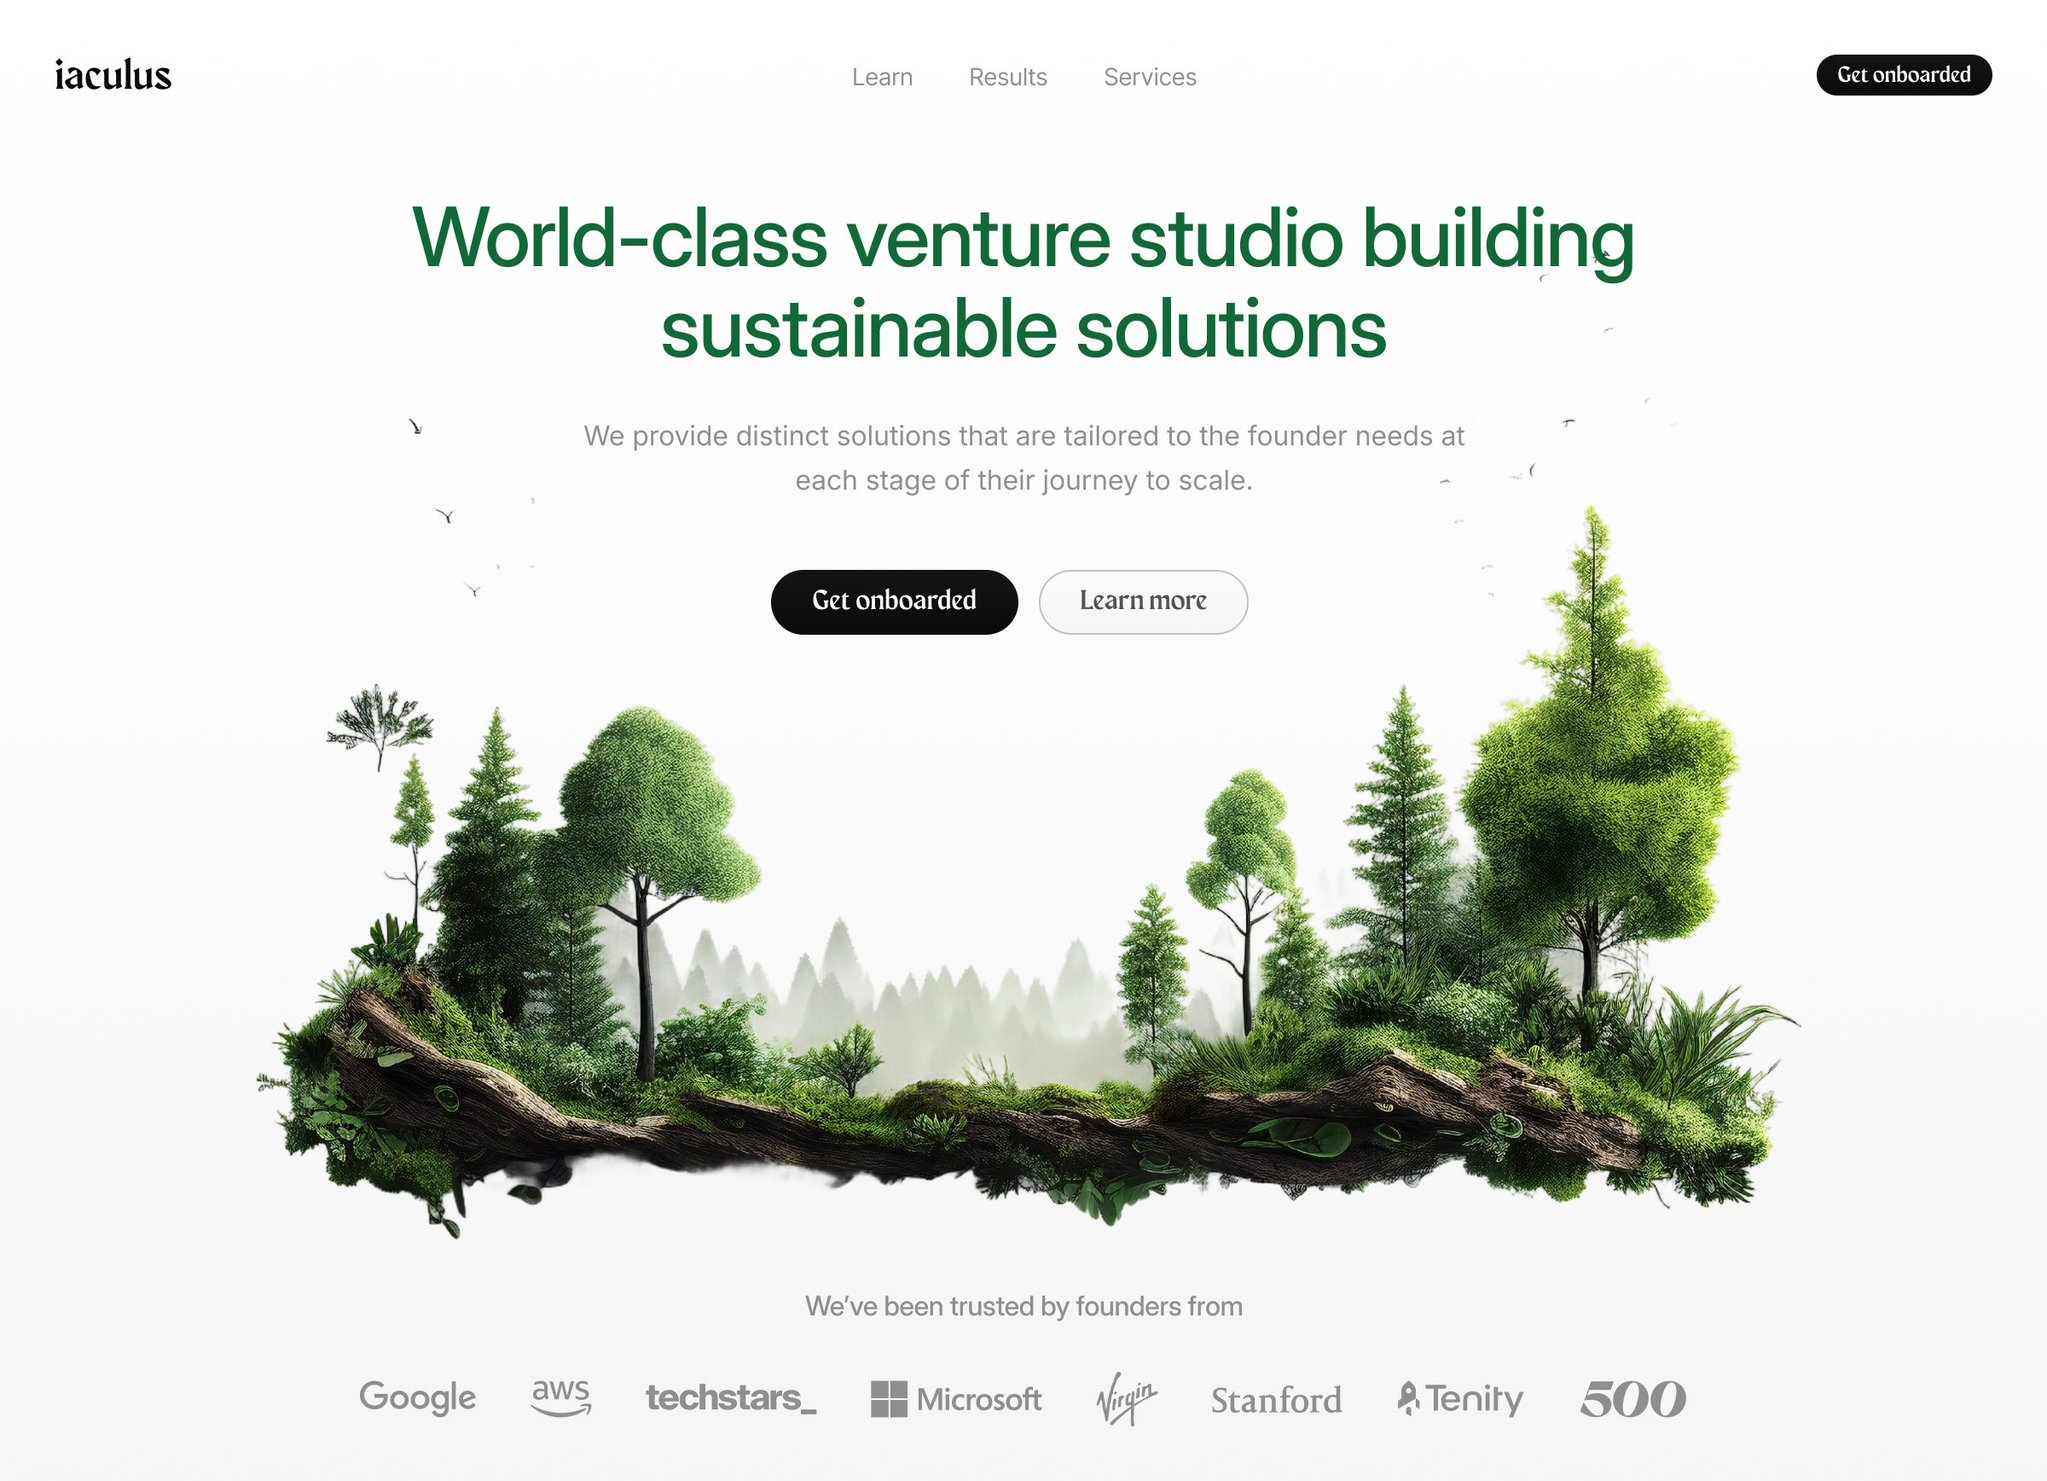 iaculus
Learn
Results
Services
Get onboarded
World-class venture studio building
sustainable solutions
We provide distinct solutions that are tailored to the founder needs at
each stage of their journey to scale.
Get onboarded
Learn more
We’ve been trusted by founders from
Google
aws
techstars_
Microsoft
Virgin
Stanford
Tenity
500